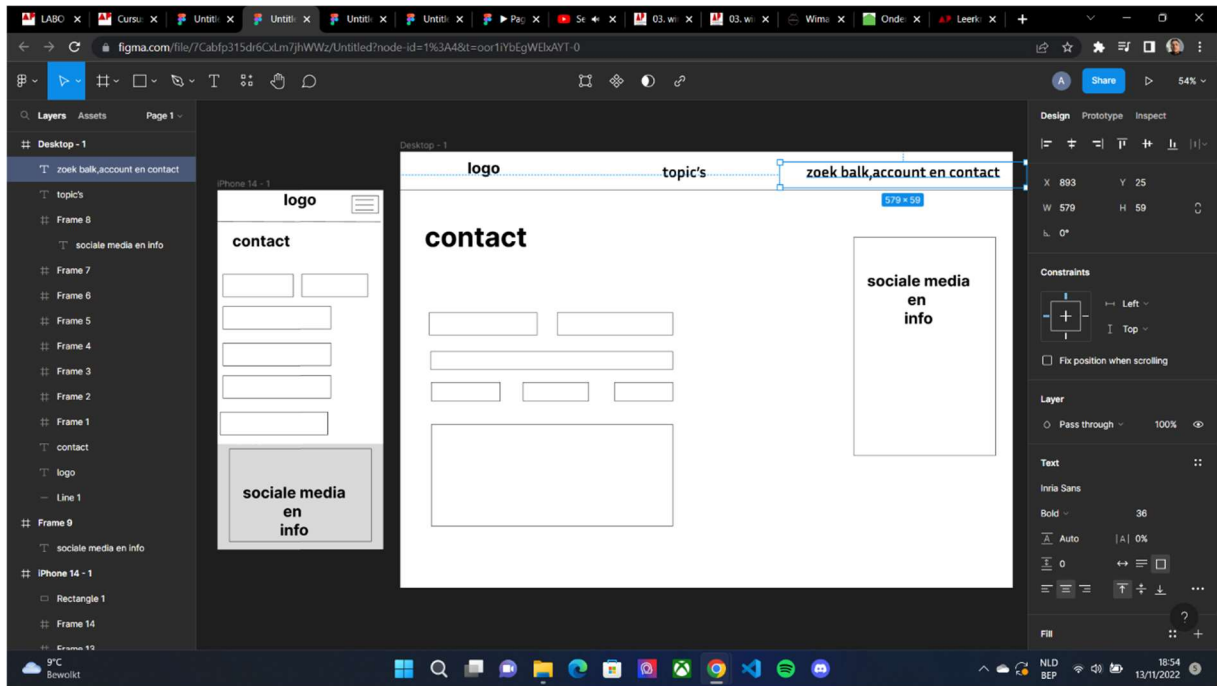 LABO
Cursu:
Untitle
Untitle
Untitle
Untitle
Pag
Se
03. wi
03. wi
Wima
Onder
Leerk
figma.com/file/7Cabfp315dr6CxLm7jhWWz/Untitled?node-id=1%3A4&t=oor1iYbEgWElxAYT-0
A
Share
54%
Layers Assets Page 1
Desktop - 1
zoek balk,account en contact
topic's
Frame 8
sociale media en info
Frame 7
Frame 6
Frame 5
Frame 4
Frame 3
Frame 2
Frame 1
contact
logo
Line 1
Frame 9
sociale media en info
iPhone 14 - 1
Rectangle 1
Frame 14
Frame 13
iPhone 14 - 1
logo
contact
sociale media
en
info
Desktop - 1
logo
topic's
zoek balk,account en contact
579 × 59
contact
sociale media
en
info
Design Prototype Inspect
X 893 Y 25
W 579 H 59
0°
Constraints
Left
Top
Fix position when scrolling
Layer
Pass through 100%
Text
Inria Sans
Bold 36
A Auto |A| 0%
0
Fill
?
9°C
Bewolkt
NLD
BEP
18:54
13/11/2022
5